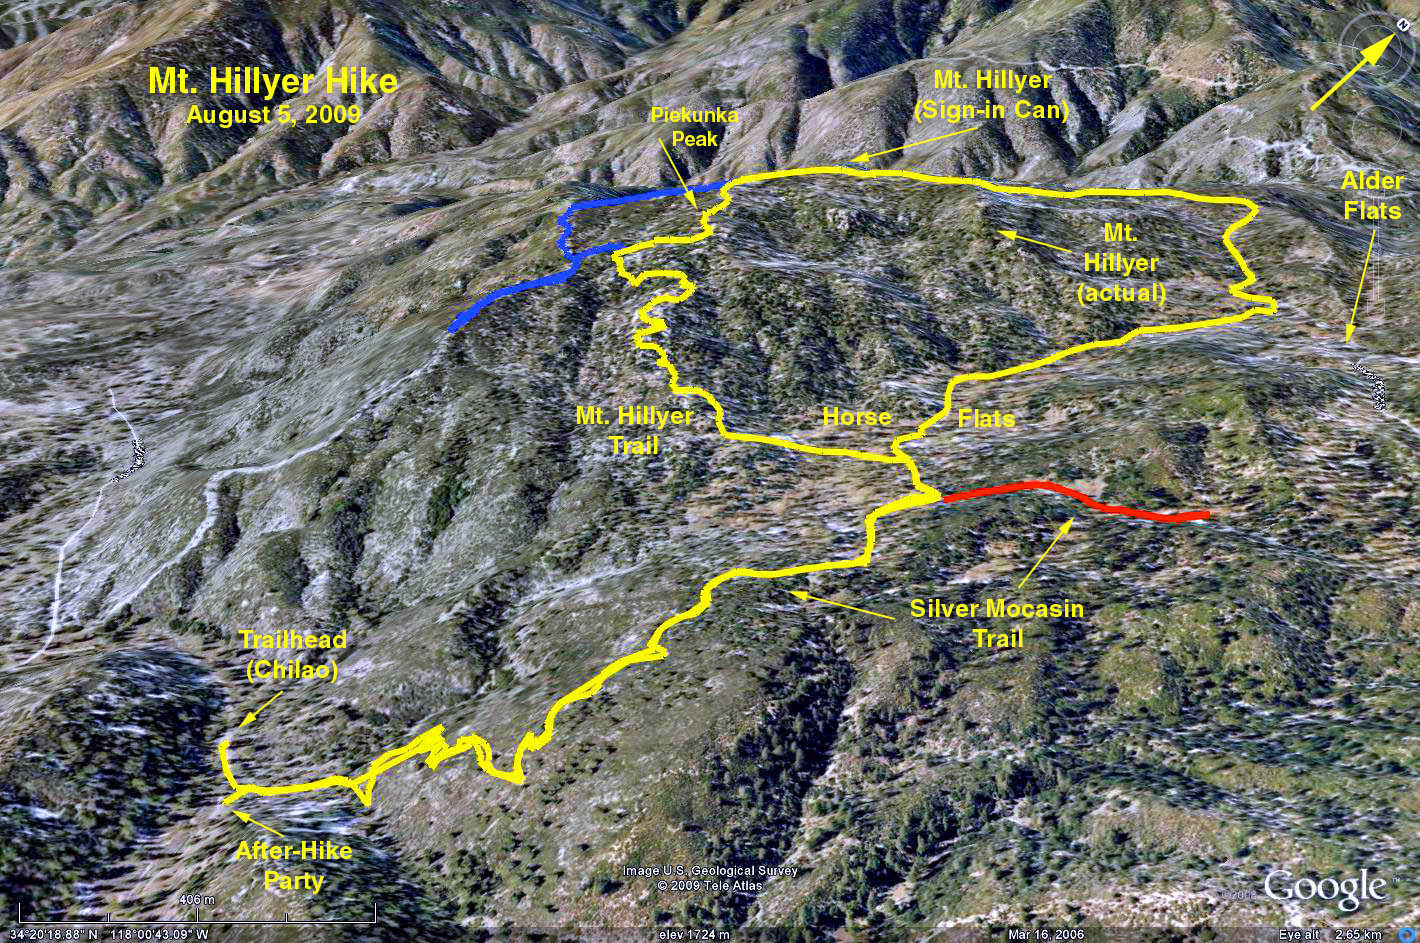 Mt. Hillyer Hike
August 5, 2009
Piekunka
Peak
Mt. Hillyer
(Sign-in Can)
N
Alder
Flats
Mt.
Hillyer
(actual)
Mt. Hillyer
Trail
Horse Flats
Silver Mocasin
Trail
Trailhead
(Chilao)
After-Hike
Party
406 m
Image U.S. Geological Survey
© 2009 Tele Atlas
©2008 Google™
34°20'18.88" N 118°00'43.09" W
elev 1724 m
Mar 16, 2006
Eye alt 2.65 km